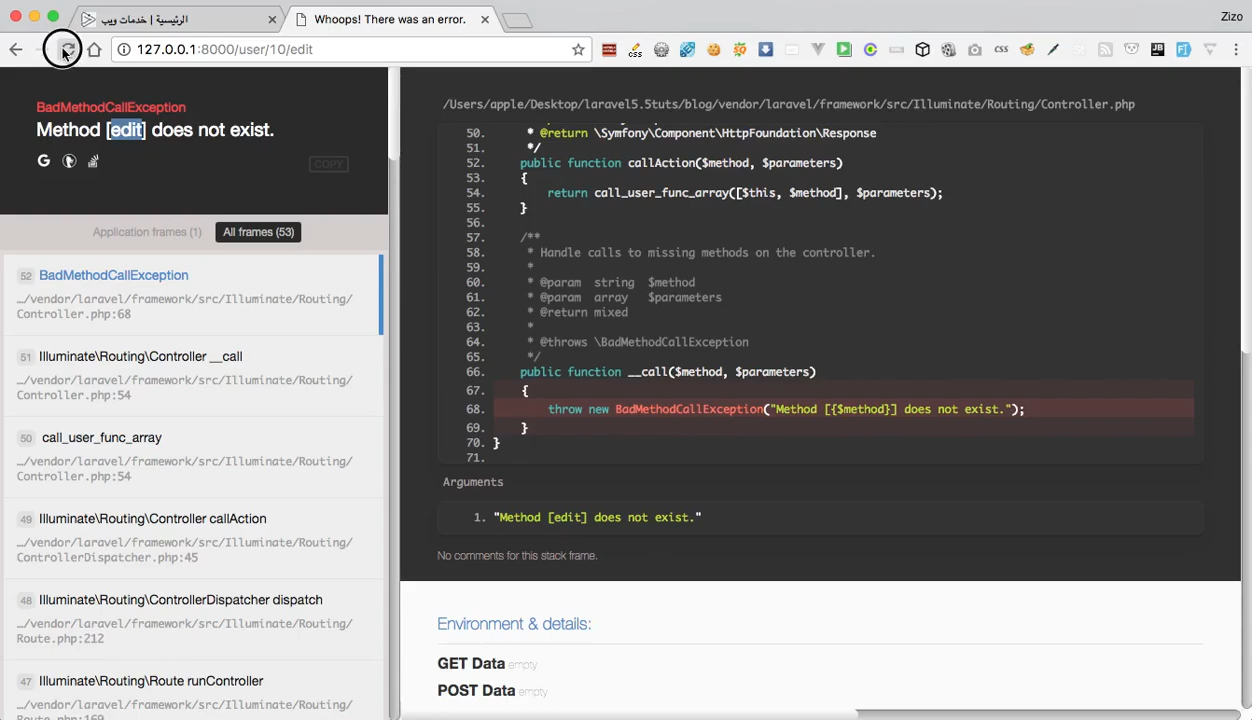 الرئيسية | خدمات ويب
Whoops! There was an error.
Zizo
127.0.0.1:8000/user/10/edit
BadMethodCallException
Method [edit] does not exist.
COPY
Application frames (1)
All frames (53)
52 BadMethodCallException
…/vendor/laravel/framework/src/Illuminate/Routing/
Controller.php:68
51 Illuminate\Routing\Controller __call
…/vendor/laravel/framework/src/Illuminate/Routing/
Controller.php:54
50 call_user_func_array
…/vendor/laravel/framework/src/Illuminate/Routing/
Controller.php:54
49 Illuminate\Routing\Controller callAction
…/vendor/laravel/framework/src/Illuminate/Routing/
ControllerDispatcher.php:45
48 Illuminate\Routing\ControllerDispatcher dispatch
…/vendor/laravel/framework/src/Illuminate/Routing/
Route.php:212
47 Illuminate\Routing\Route runController
…/vendor/laravel/framework/src/Illuminate/Routing/
Route.php:169
/Users/apple/Desktop/laravel5.5tuts/blog/vendor/laravel/framework/src/Illuminate/Routing/Controller.php
50. * @return \Symfony\Component\HttpFoundation\Response
51. */
52. public function callAction($method, $parameters)
53. {
54. return call_user_func_array([$this, $method], $parameters);
55. }
56.
57. /**
58. * Handle calls to missing methods on the controller.
59. *
60. * @param string $method
61. * @param array $parameters
62. * @return mixed
63. *
64. * @throws \BadMethodCallException
65. */
66. public function __call($method, $parameters)
67. {
68. throw new BadMethodCallException("Method [{$method}] does not exist.");
69. }
70. }
71.
Arguments
1. "Method [edit] does not exist."
No comments for this stack frame.
Environment & details:
GET Data empty
POST Data empty